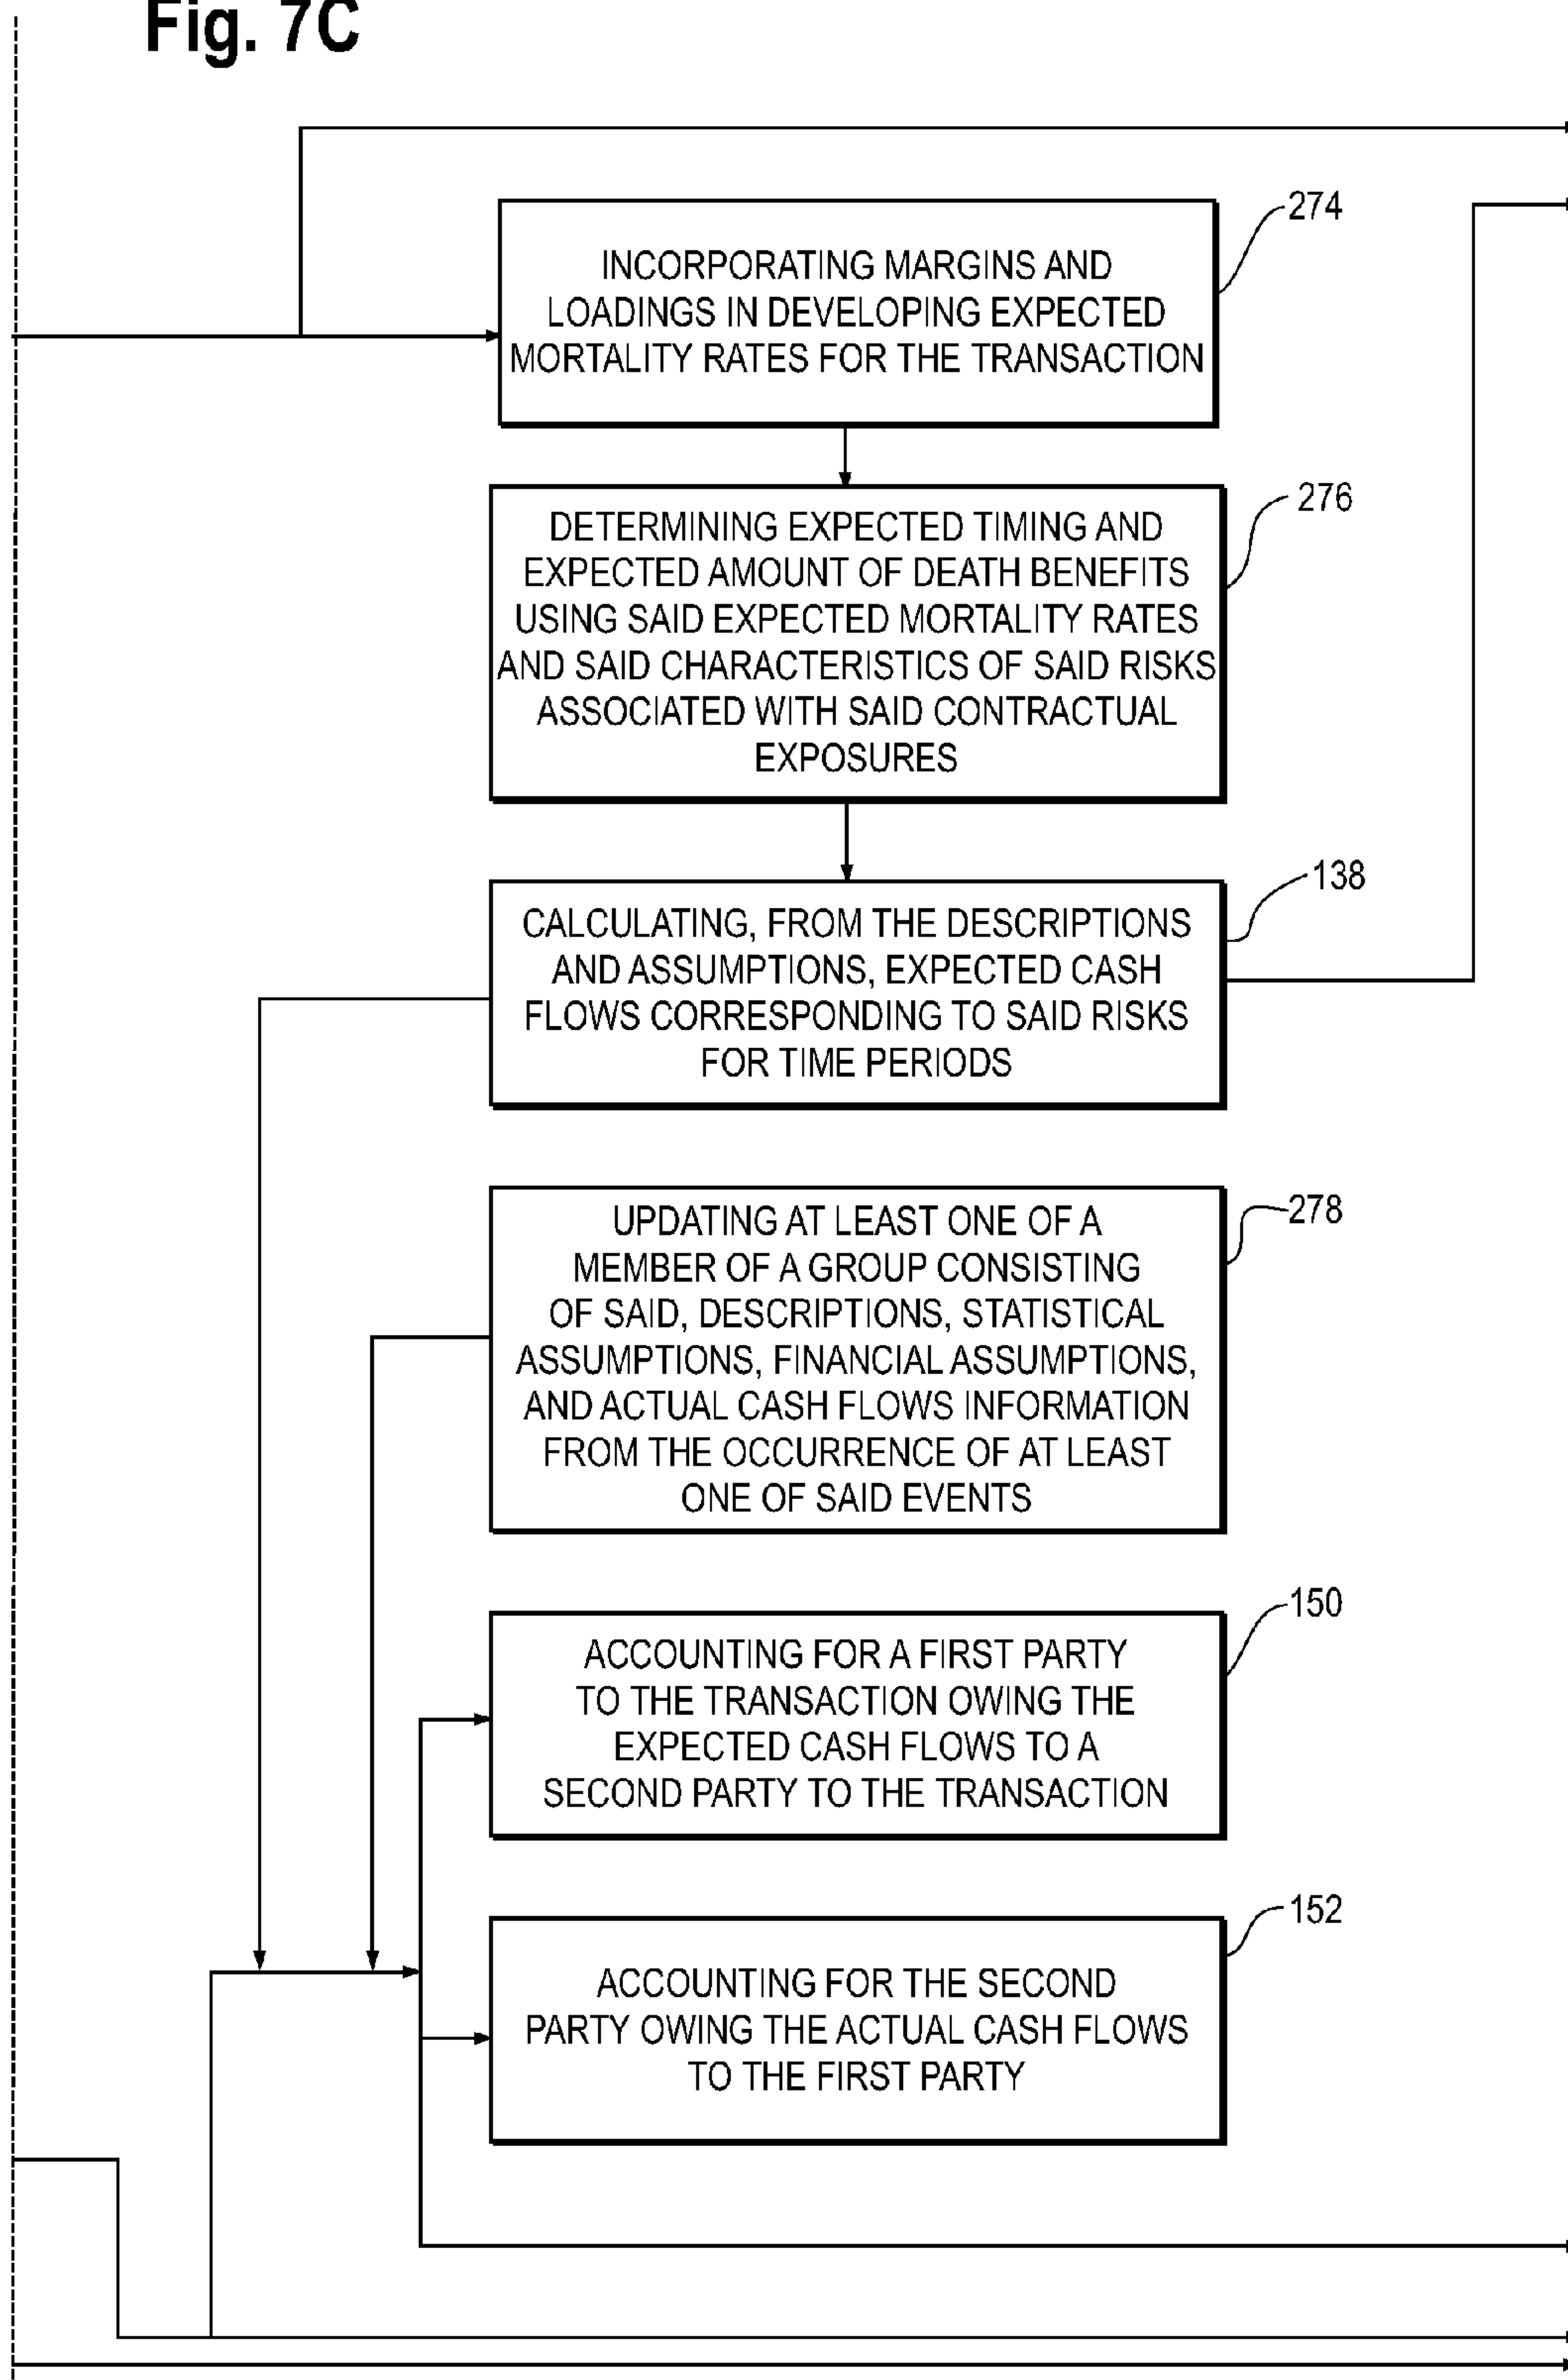 Fig. 7C
274
INCORPORATING MARGINS AND
LOADINGS IN DEVELOPING EXPECTED
MORTALITY RATES FOR THE TRANSACTION
276
DETERMINING EXPECTED TIMING AND
EXPECTED AMOUNT OF DEATH BENEFITS
USING SAID EXPECTED MORTALITY RATES
AND SAID CHARACTERISTICS OF SAID RISKS
ASSOCIATED WITH SAID CONTRACTUAL
EXPOSURES
138
CALCULATING, FROM THE DESCRIPTIONS
AND ASSUMPTIONS, EXPECTED CASH
FLOWS CORRESPONDING TO SAID RISKS
FOR TIME PERIODS
278
UPDATING AT LEAST ONE OF A
MEMBER OF A GROUP CONSISTING
OF SAID, DESCRIPTIONS, STATISTICAL
ASSUMPTIONS, FINANCIAL ASSUMPTIONS,
AND ACTUAL CASH FLOWS INFORMATION
FROM THE OCCURRENCE OF AT LEAST
ONE OF SAID EVENTS
150
ACCOUNTING FOR A FIRST PARTY
TO THE TRANSACTION OWING THE
EXPECTED CASH FLOWS TO A
SECOND PARTY TO THE TRANSACTION
152
ACCOUNTING FOR THE SECOND
PARTY OWING THE ACTUAL CASH FLOWS
TO THE FIRST PARTY